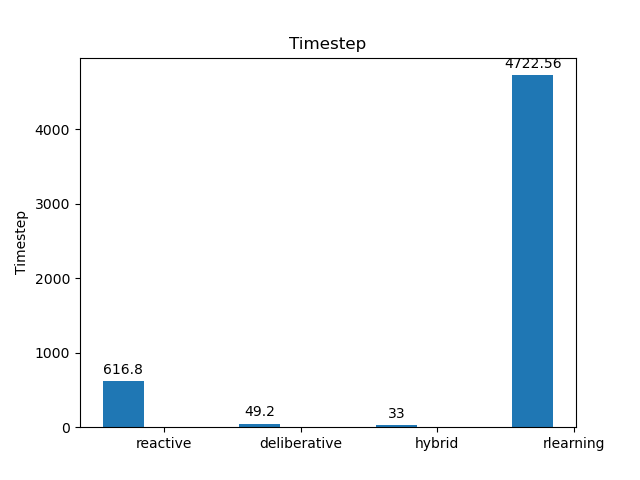 Timestep
4722.56
4000
3000
2000
1000
0
Timestep
616.8
49.2
33
reactive
deliberative
hybrid
rlearning